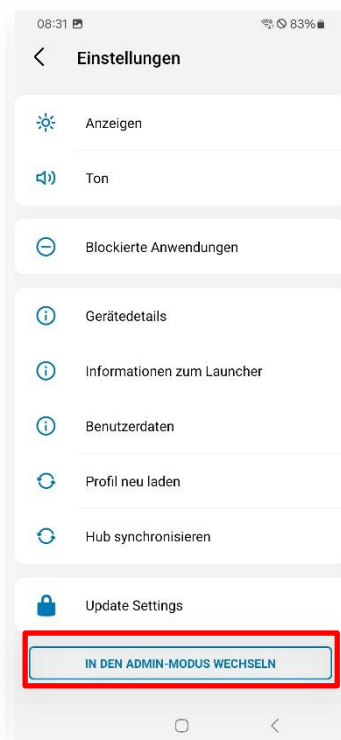 08:31 83%
Einstellungen
Anzeigen
Ton
Blockierte Anwendungen
Gerätedetails
Informationen zum Launcher
Benutzerdaten
Profil neu laden
Hub synchronisieren
Update Settings
IN DEN ADMIN-MODUS WECHSELN